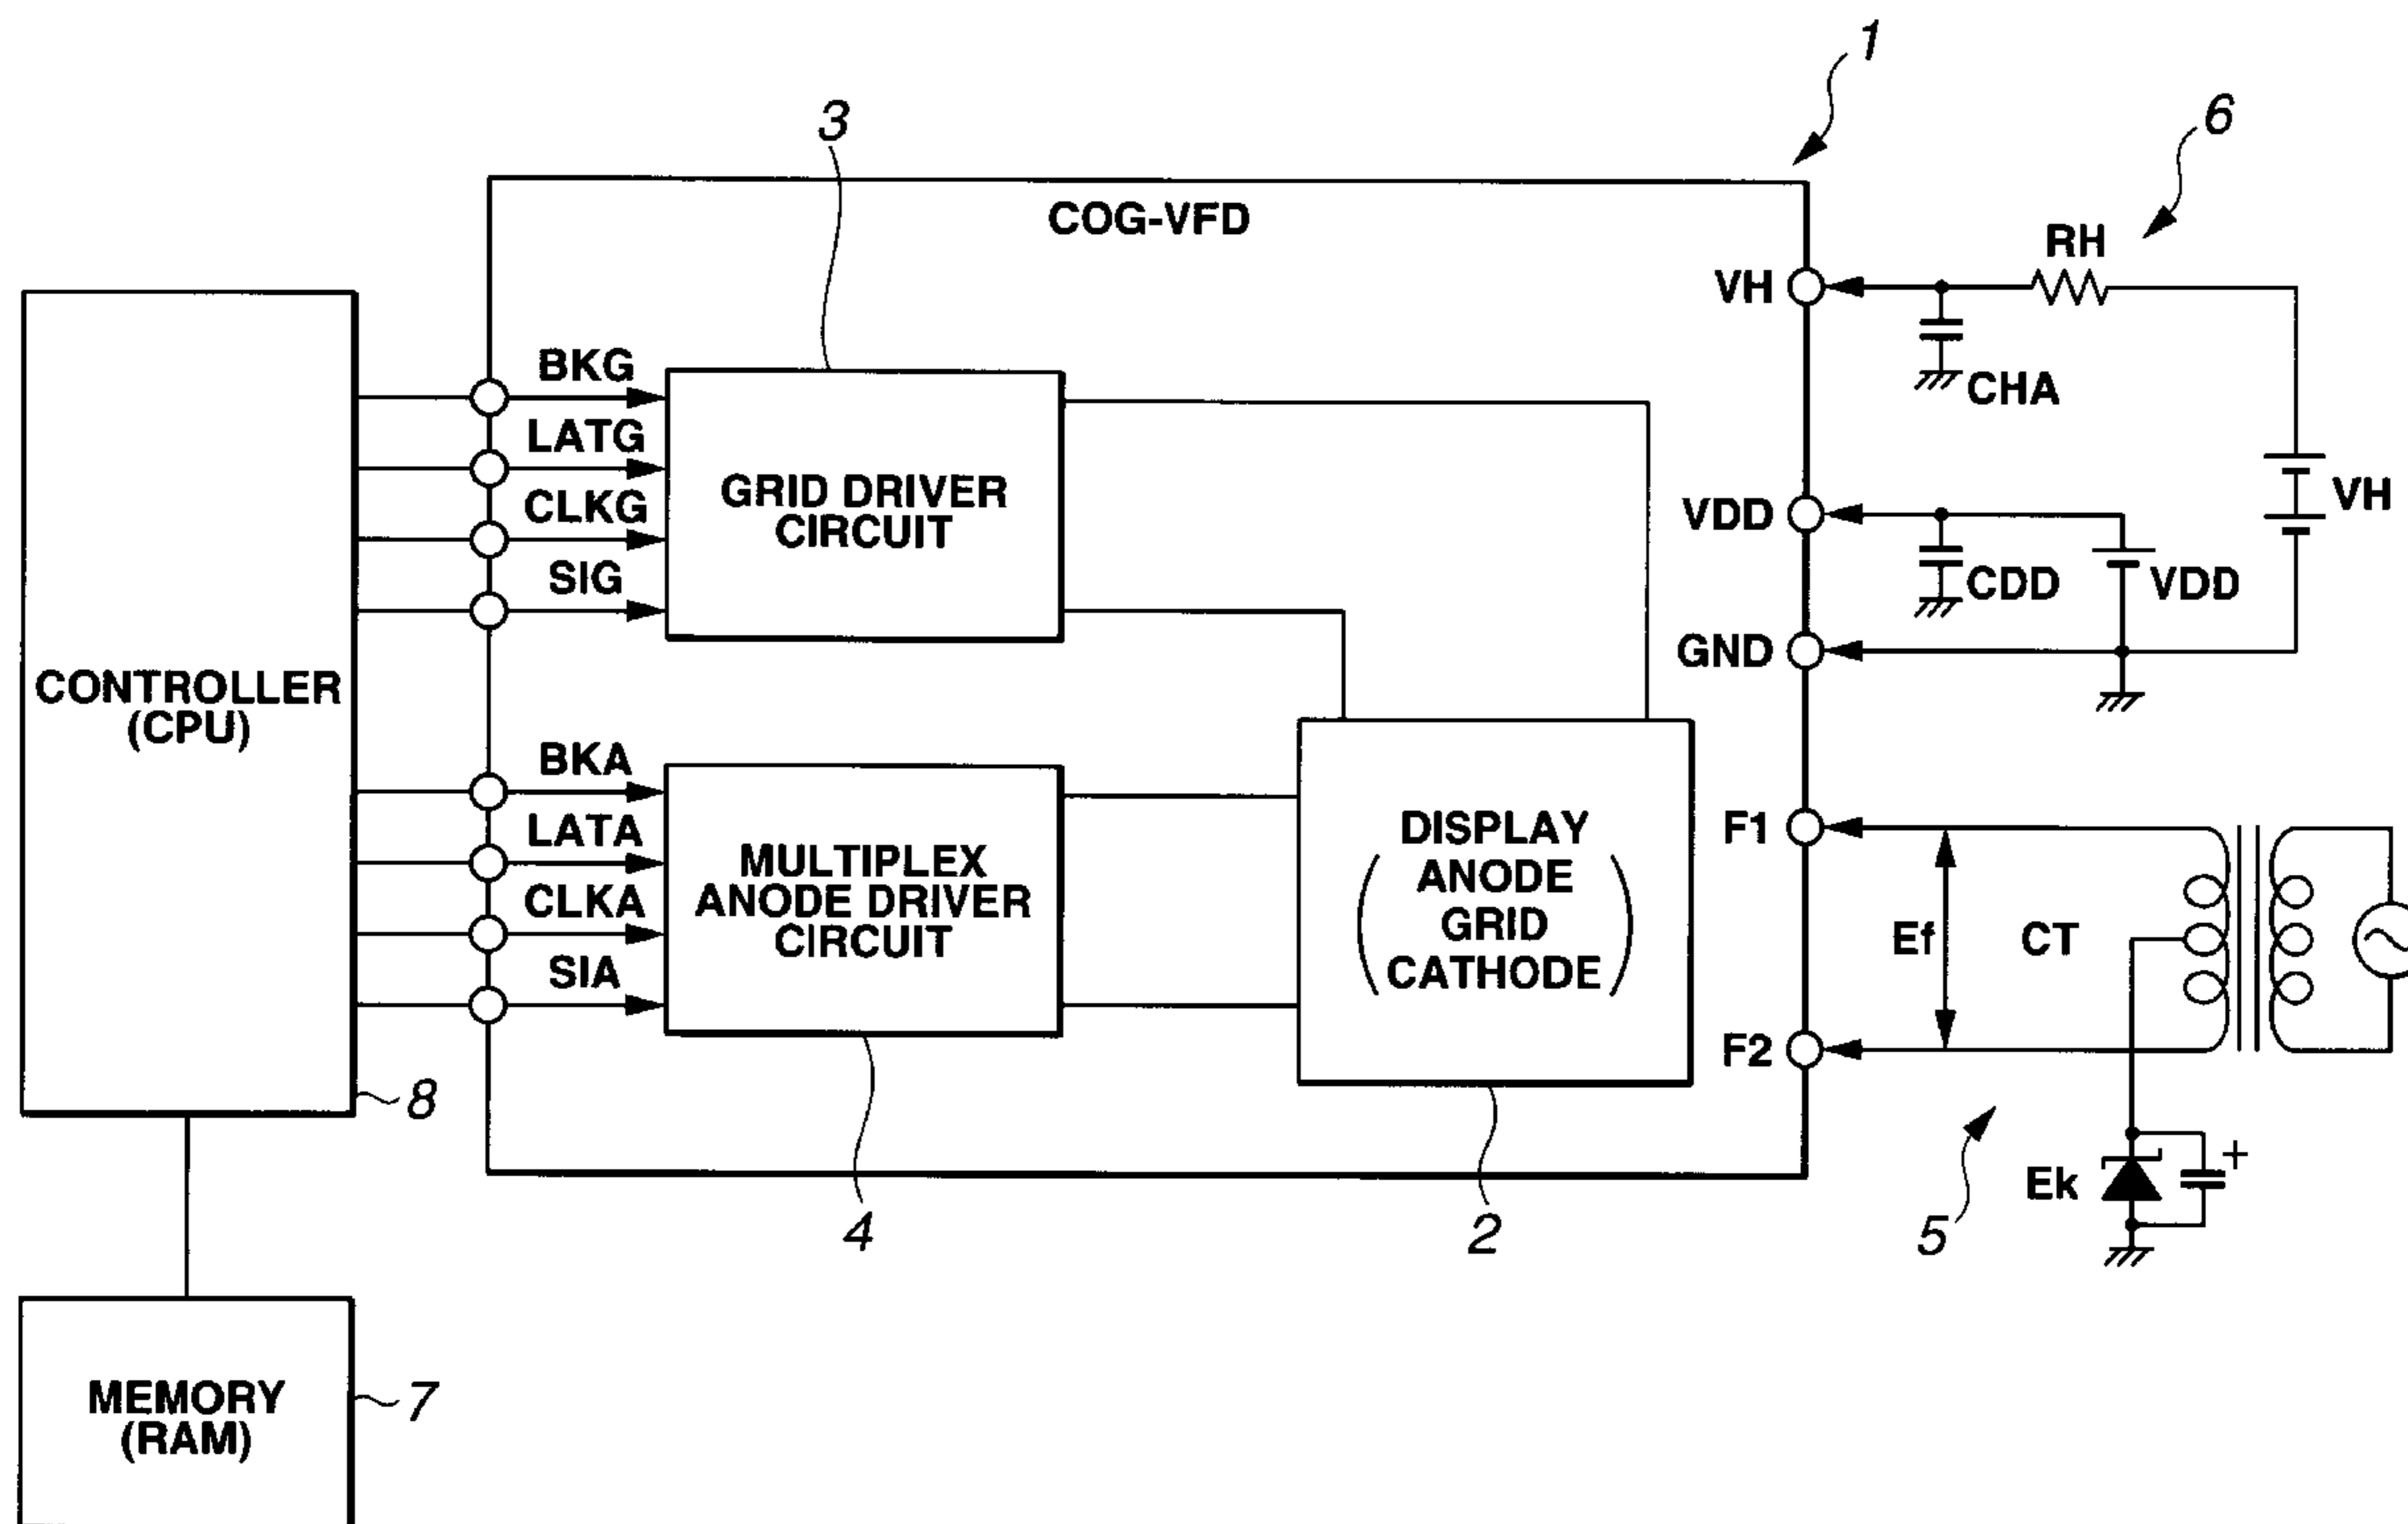 1
6
3
COG-VFD
RH
VH
CHA
BKG
LATG
CLKG
SIG
GRID DRIVER
CIRCUIT
VDD
CDD
VDD
VH
GND
CONTROLLER
(CPU)
BKA
LATA
CLKA
SIA
MULTIPLEX
ANODE DRIVER
CIRCUIT
DISPLAY
ANODE
GRID
CATHODE
F1
Ef
CT
F2
8
4
2
5
Ek
+
MEMORY
(RAM)
7